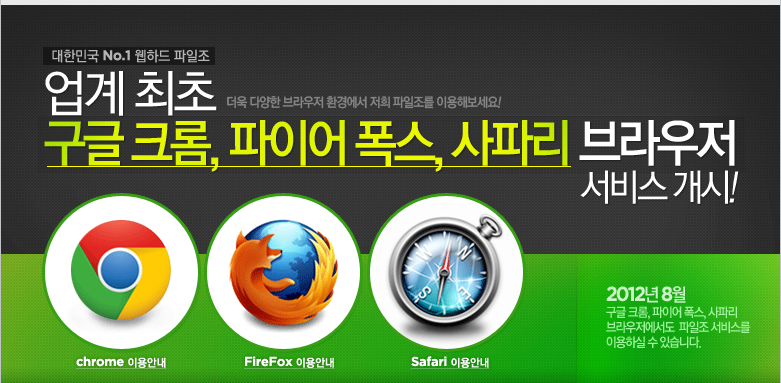 대한민국 No.1 웹하드 파일조
업계 최초 더욱 다양한 브라우저 환경에서 저희 파일조를 이용해보세요!
구글 크롬, 파이어 폭스, 사파리 브라우저
서비스 개시!
2012년 8월
구글 크롬, 파이어 폭스, 사파리
브라우저에서도 파일조 서비스를
이용하실 수 있습니다.
N
W
E
S
chrome 이용안내
FireFox 이용안내
Safari 이용안내